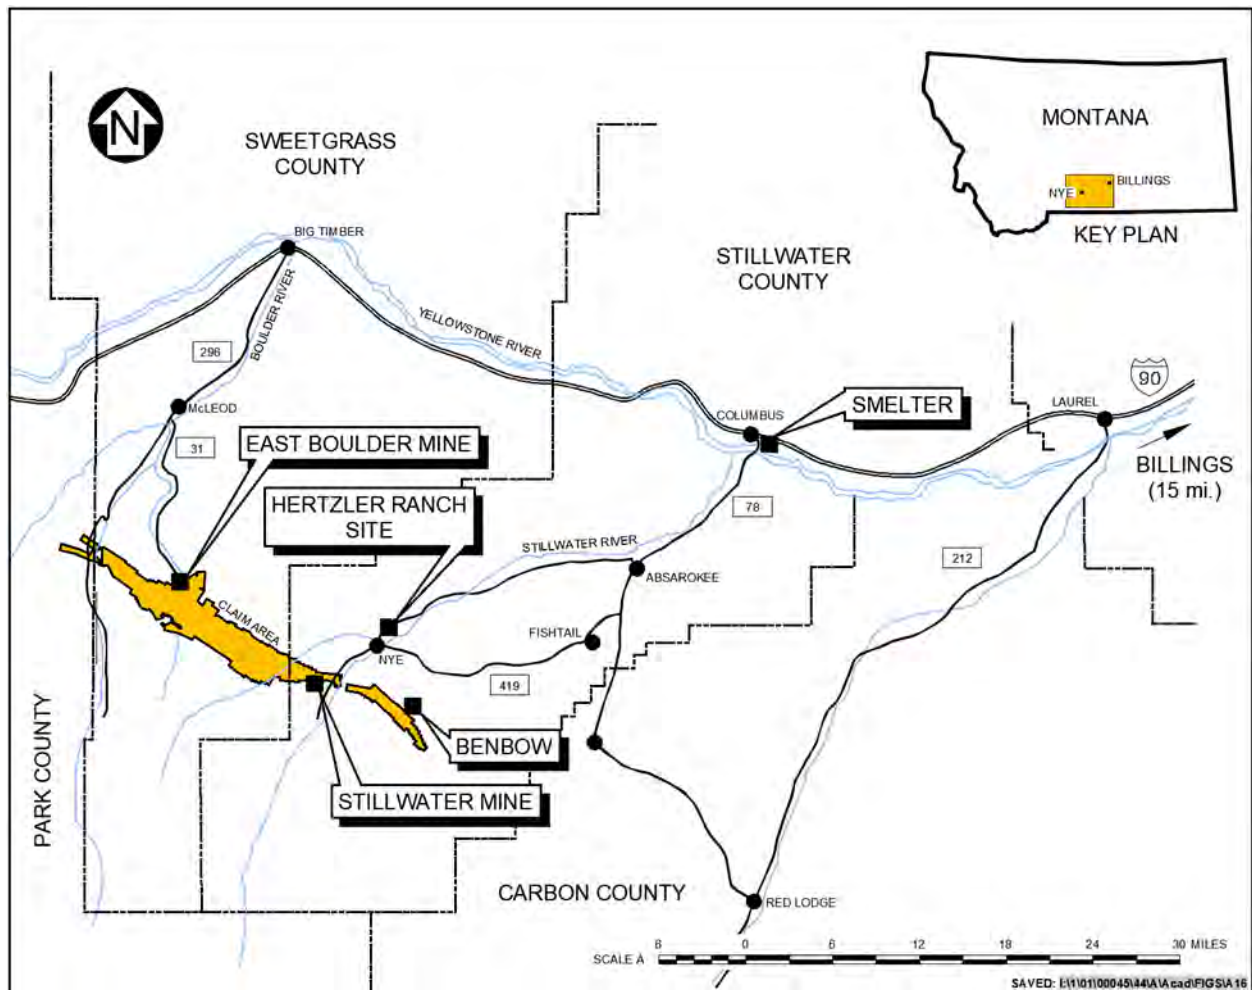 N
SWEETGRASS
COUNTY
MONTANA
NYE
BILLINGS
KEY PLAN
BIG TIMBER
STILLWATER
COUNTY
BOULDER RIVER
YELLOWSTONE RIVER
296
McLEOD
31
EAST BOULDER MINE
HERTZLER RANCH
SITE
COLUMBUS
SMELTER
LAUREL
90
BILLINGS
(15 mi.)
78
STILLWATER RIVER
ABSAROKEE
212
CLAIM AREA
FISHTAIL
NYE
419
BENBOW
STILLWATER MINE
PARK COUNTY
CARBON COUNTY
RED LODGE
SCALE A
6 0 6 12 18 24 30 MILES
SAVED: